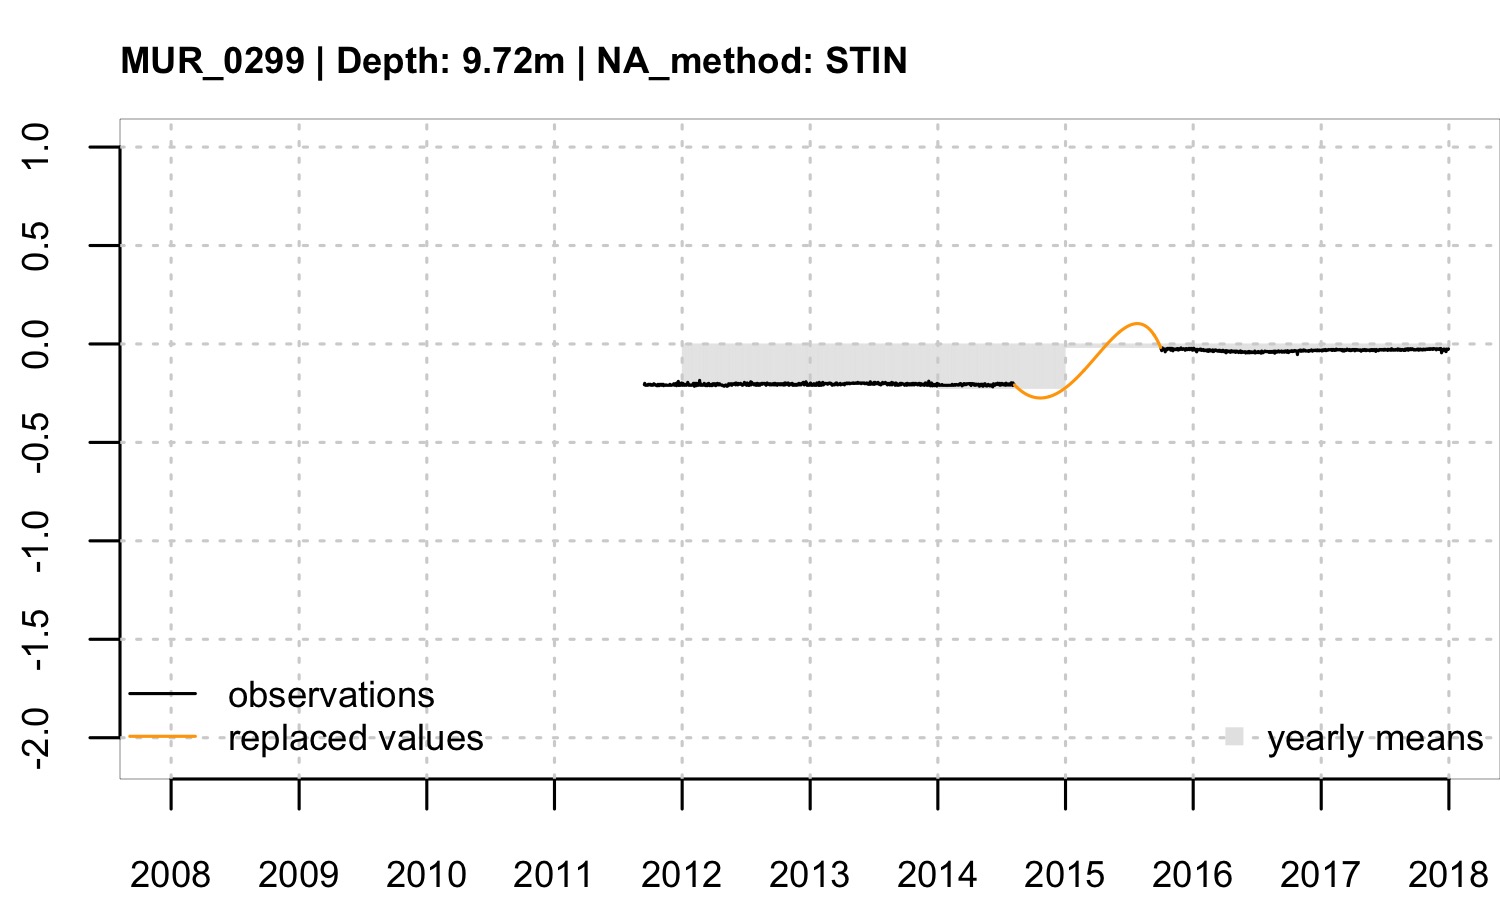 MUR_0299 | Depth: 9.72m | NA_method: STIN
1.0
0.5
0.0
-0.5
-1.0
-1.5
-2.0
observations
replaced values
yearly means
2008 2009 2010 2011 2012 2013 2014 2015 2016 2017 2018